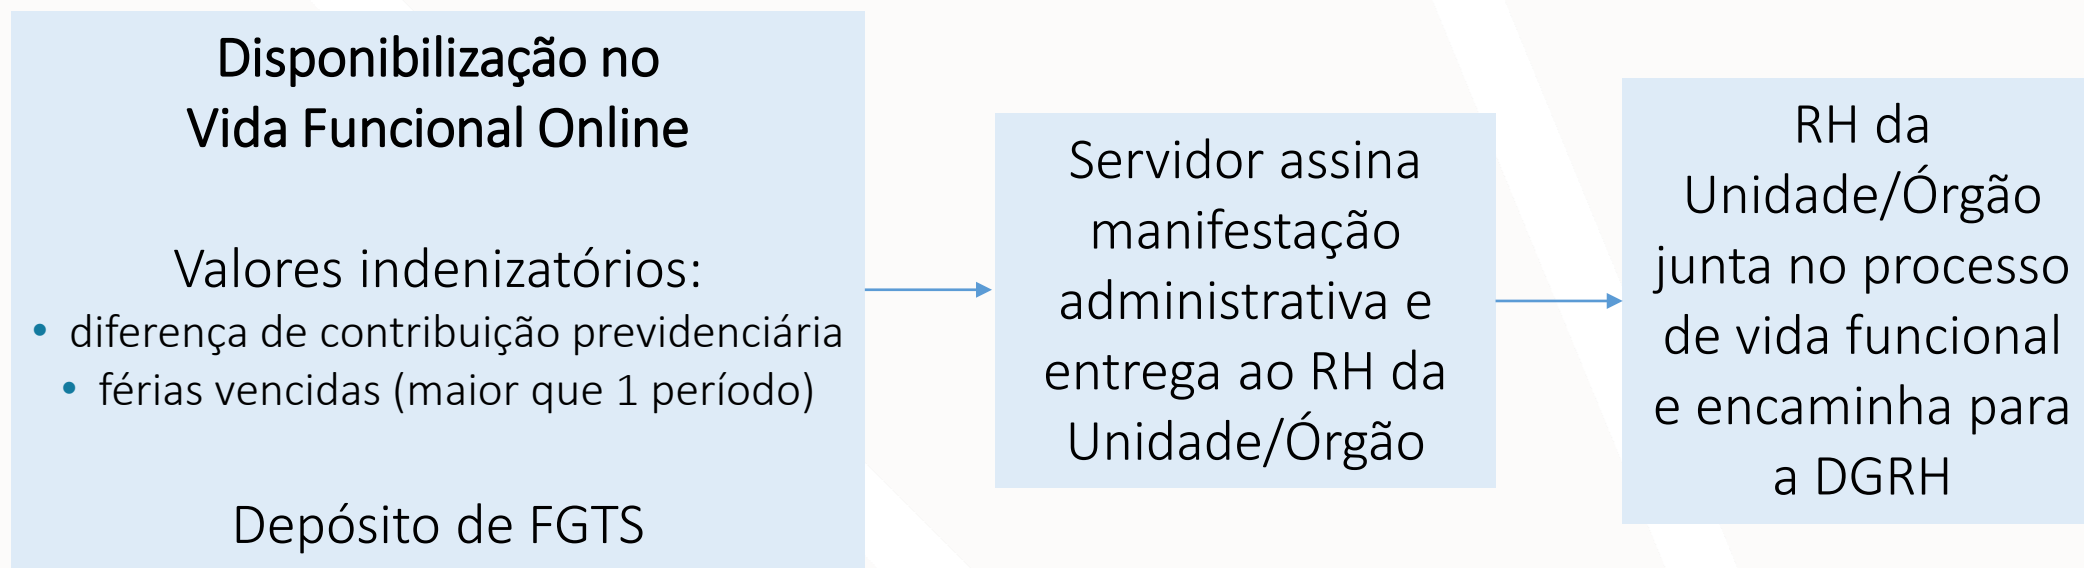 Disponibilização no
Vida Funcional Online
Valores indenizatórios:
• diferença de contribuição previdenciária
• férias vencidas (maior que 1 período)
Depósito de FGTS
Servidor assina
manifestação
administrativa e
entrega ao RH da
Unidade/Órgão
RH da
Unidade/Órgão
junta no processo
de vida funcional
e encaminha para
a DGRH